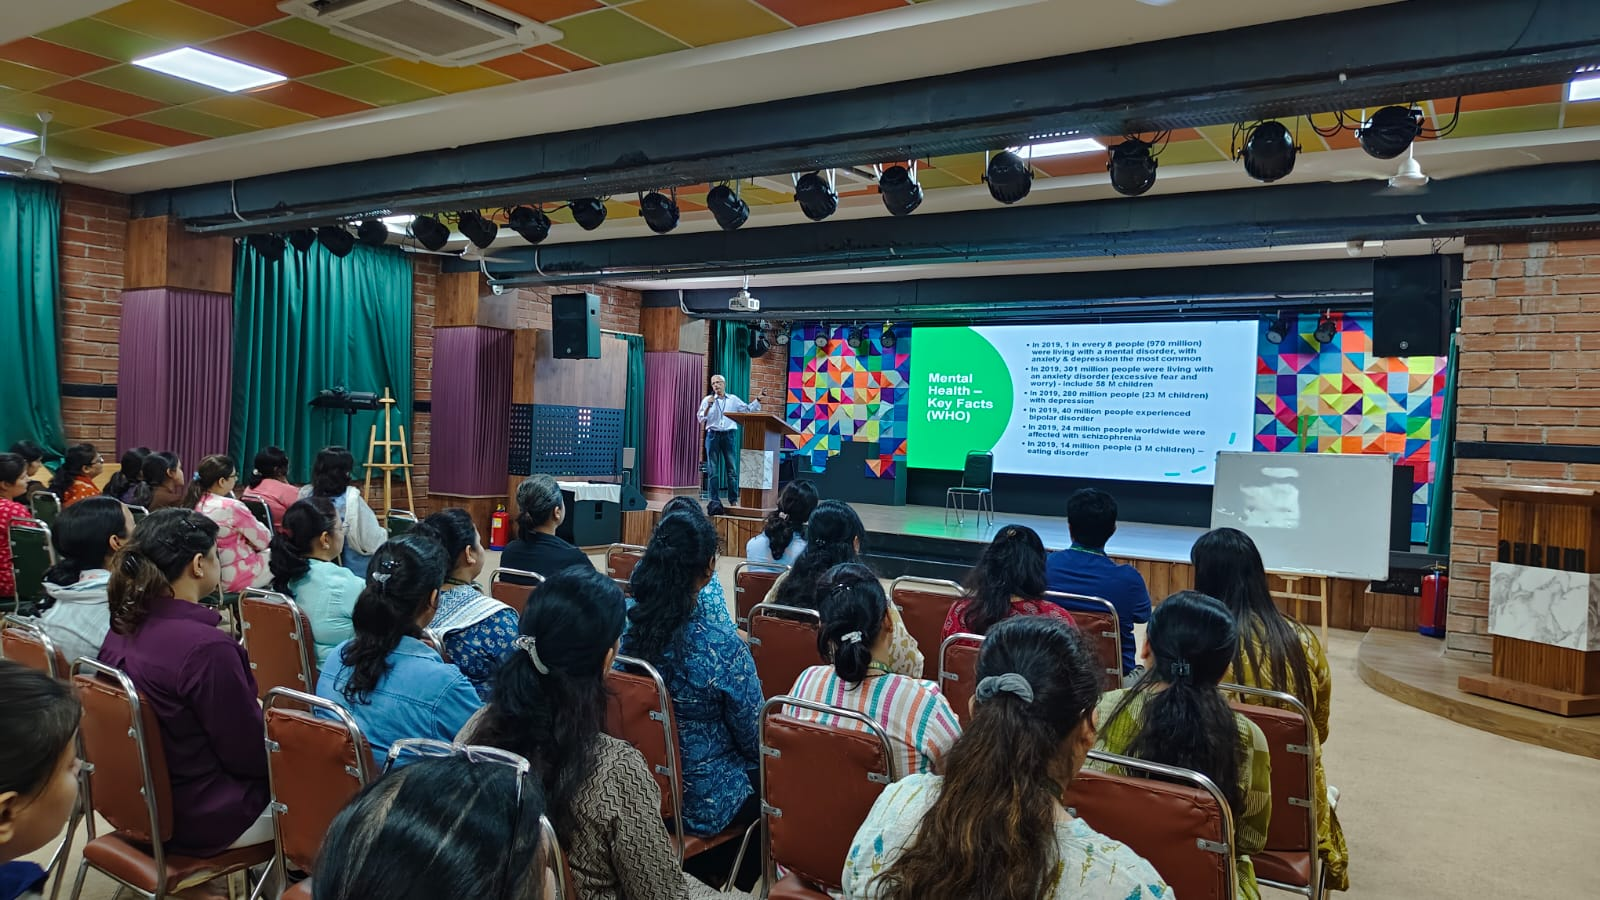 Mental
Health –
Key Facts
(WHO)
• In 2019, 1 in every 8 people (970 million)
were living with a mental disorder, with
anxiety & depression the most common
• In 2019, 301 million people were living with
an anxiety disorder (excessive fear and
worry) - include 58 M children
• In 2019, 280 million people (23 M children)
with depression
• In 2019, 40 million people experienced
bipolar disorder
• In 2019, 24 million people worldwide were
affected with schizophrenia
• In 2019, 14 million people (3 M children) –
eating disorder